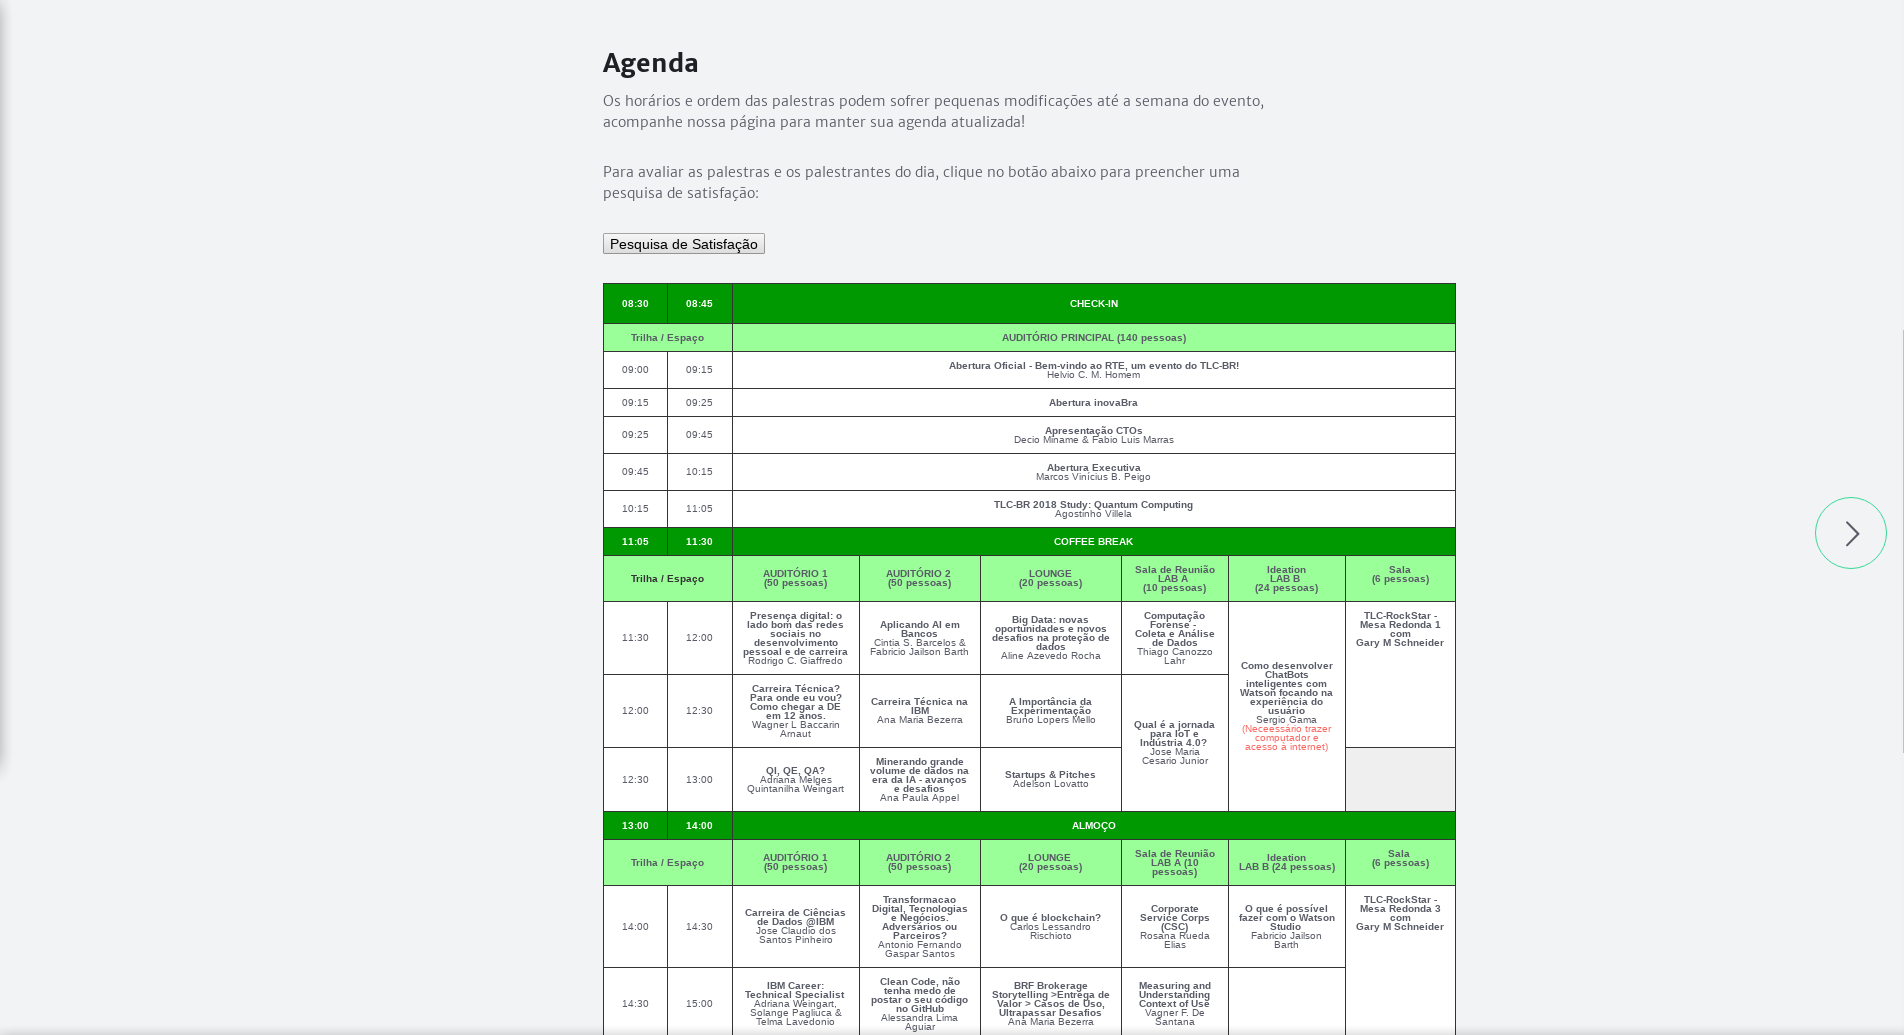 Agenda
Os horários e ordem das palestras podem sofrer pequenas modificações até a semana do evento,
acompanhe nossa página para manter sua agenda atualizada!
Para avaliar as palestras e os palestrantes do dia, clique no botão abaixo para preencher uma
pesquisa de satisfação:
Pesquisa de Satisfação
08:30 08:45 CHECK-IN
Trilha / Espaço AUDITÓRIO PRINCIPAL (140 pessoas)
09:00 09:15
Abertura Oficial - Bem-vindo ao RTE, um evento do TLC-BR!
Helvio C. M. Homem
09:15 09:25 Abertura inovaBra
09:25 09:45
Apresentação CTOs
Decio Miname & Fabio Luis Marras
09:45 10:15
Abertura Executiva
Marcos Vinícius B. Peigo
10:15 11:05
TLC-BR 2018 Study: Quantum Computing
Agostinho Villela
11:05 11:30 COFFEE BREAK
Trilha / Espaço
AUDITÓRIO 1
(50 pessoas)
AUDITÓRIO 2
(50 pessoas)
LOUNGE
(20 pessoas)
Sala de Reunião
LAB A
(10 pessoas)
Ideation
LAB B
(24 pessoas)
Sala
(6 pessoas)
11:30 12:00
Presença digital: o
lado bom das redes
sociais no
desenvolvimento
pessoal e de carreira
Rodrigo C. Giaffredo
Aplicando AI em
Bancos
Cintia S. Barcelos &
Fabricio Jailson Barth
Big Data: novas
oportunidades e novos
desafios na proteção de
dados
Aline Azevedo Rocha
Computação
Forense -
Coleta e Análise
de Dados
Thiago Canozzo
Lahr
Como desenvolver
ChatBots
inteligentes com
Watson focando na
experiência do
usuário
Sergio Gama
(Neceessário trazer
computador e
acesso à internet)
TLC-RockStar -
Mesa Redonda 1
com
Gary M Schneider
12:00 12:30
Carreira Técnica?
Para onde eu vou?
Como chegar a DE
em 12 anos.
Wagner L Baccarin
Arnaut
Carreira Técnica na
IBM
Ana Maria Bezerra
A Importância da
Experimentação
Bruno Lopers Mello
Qual é a jornada
para IoT e
Indústria 4.0?
Jose Maria
Cesario Junior
12:30 13:00
QI, QE, QA?
Adriana Melges
Quintanilha Weingart
Minerando grande
volume de dados na
era da IA - avanços
e desafios
Ana Paula Appel
Startups & Pitches
Adelson Lovatto
13:00 14:00 ALMOÇO
Trilha / Espaço
AUDITÓRIO 1
(50 pessoas)
AUDITÓRIO 2
(50 pessoas)
LOUNGE
(20 pessoas)
Sala de Reunião
LAB A (10
pessoas)
Ideation
LAB B (24 pessoas)
Sala
(6 pessoas)
14:00 14:30
Carreira de Ciências
de Dados @IBM
Jose Claudio dos
Santos Pinheiro
Transformacao
Digital, Tecnologias
e Negócios.
Adversários ou
Parceiros?
Antonio Fernando
Gaspar Santos
O que é blockchain?
Carlos Lessandro
Rischioto
Corporate
Service Corps
(CSC)
Rosana Rueda
Elias
O que é possível
fazer com o Watson
Studio
Fabricio Jailson
Barth
TLC-RockStar -
Mesa Redonda 3
com
Gary M Schneider
14:30 15:00
IBM Career:
Technical Specialist
Adriana Weingart,
Solange Pagliuca &
Telma Lavedonio
Clean Code, não
tenha medo de
postar o seu código
no GitHub
Alessandra Lima
Aguiar
BRF Brokerage
Storytelling >Entrega de
Valor > Casos de Uso,
Ultrapassar Desafios
Ana Maria Bezerra
Measuring and
Understanding
Context of Use
Vagner F. De
Santana